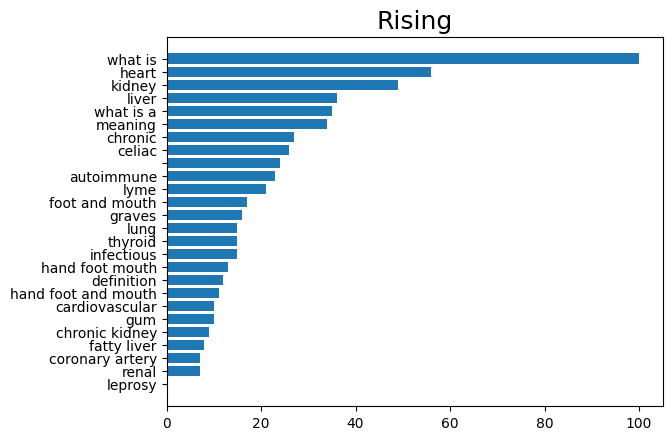 Rising
what is
heart
kidney
liver
what is a
meaning
chronic
celiac
autoimmune
lyme
foot and mouth
graves
lung
thyroid
infectious
hand foot mouth
definition
hand foot and mouth
cardiovascular
gum
chronic kidney
fatty liver
coronary artery
renal
leprosy
0 20 40 60 80 100